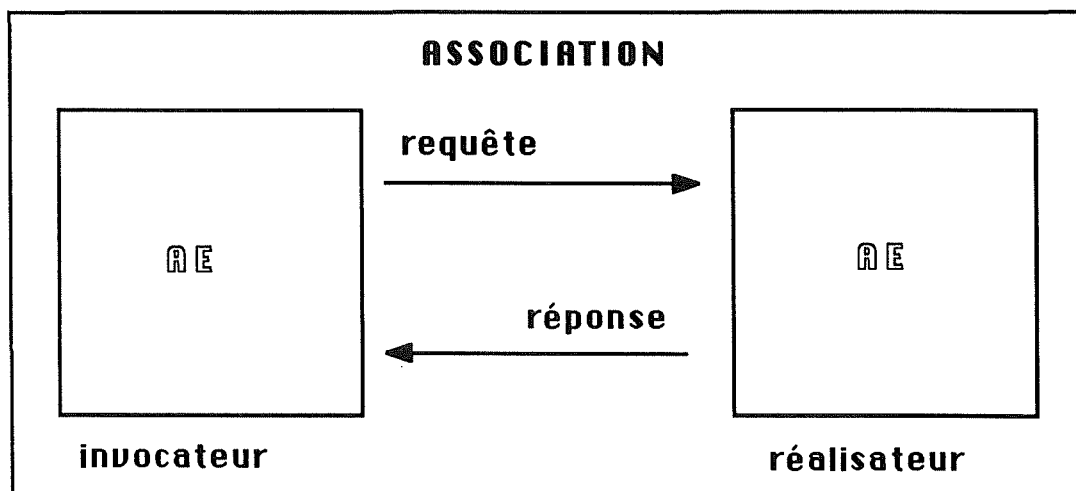 ASSOCIATION
requête
AE
AE
réponse
invocateur
réalisateur